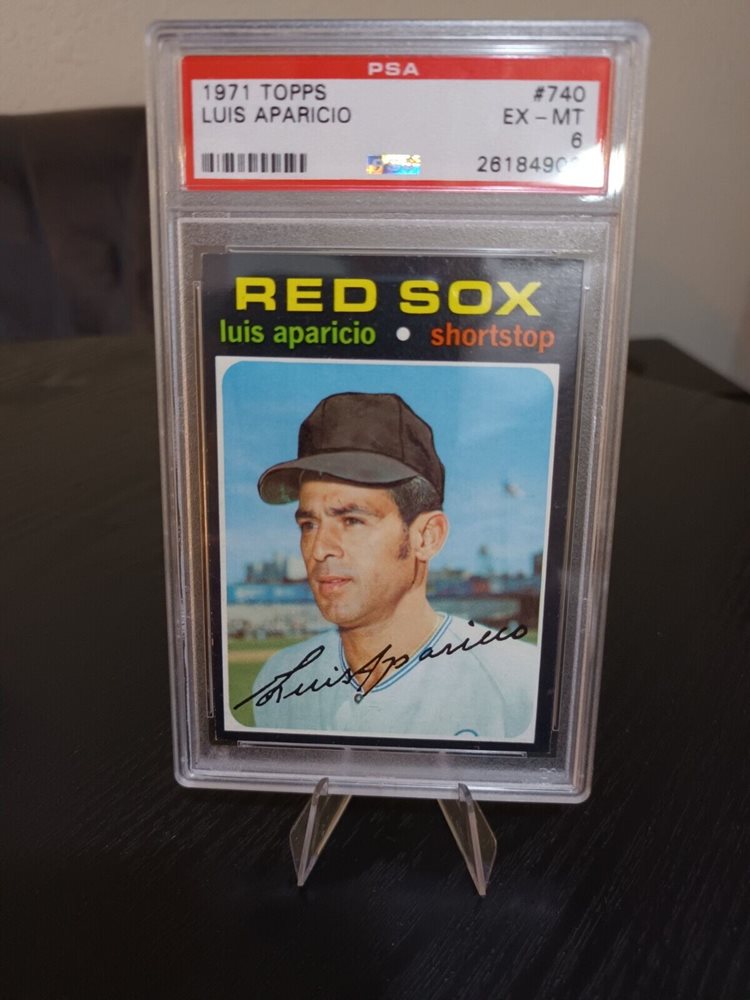 PSA
1971 TOPPS #740
LUIS APARICIO EX - MT
6
RED SOX
luis aparicio • shortstop
Luis Aparicio